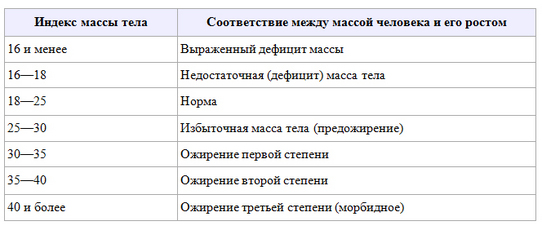 Индекс массы тела Соответствие между массой человека и его ростом
16 и менее Выраженный дефицит массы
16—18 Недостаточная (дефицит) масса тела
18—25 Норма
25—30 Избыточная масса тела (предожирение)
30—35 Ожирение первой степени
35—40 Ожирение второй степени
40 и более Ожирение третьей степени (морбидное)